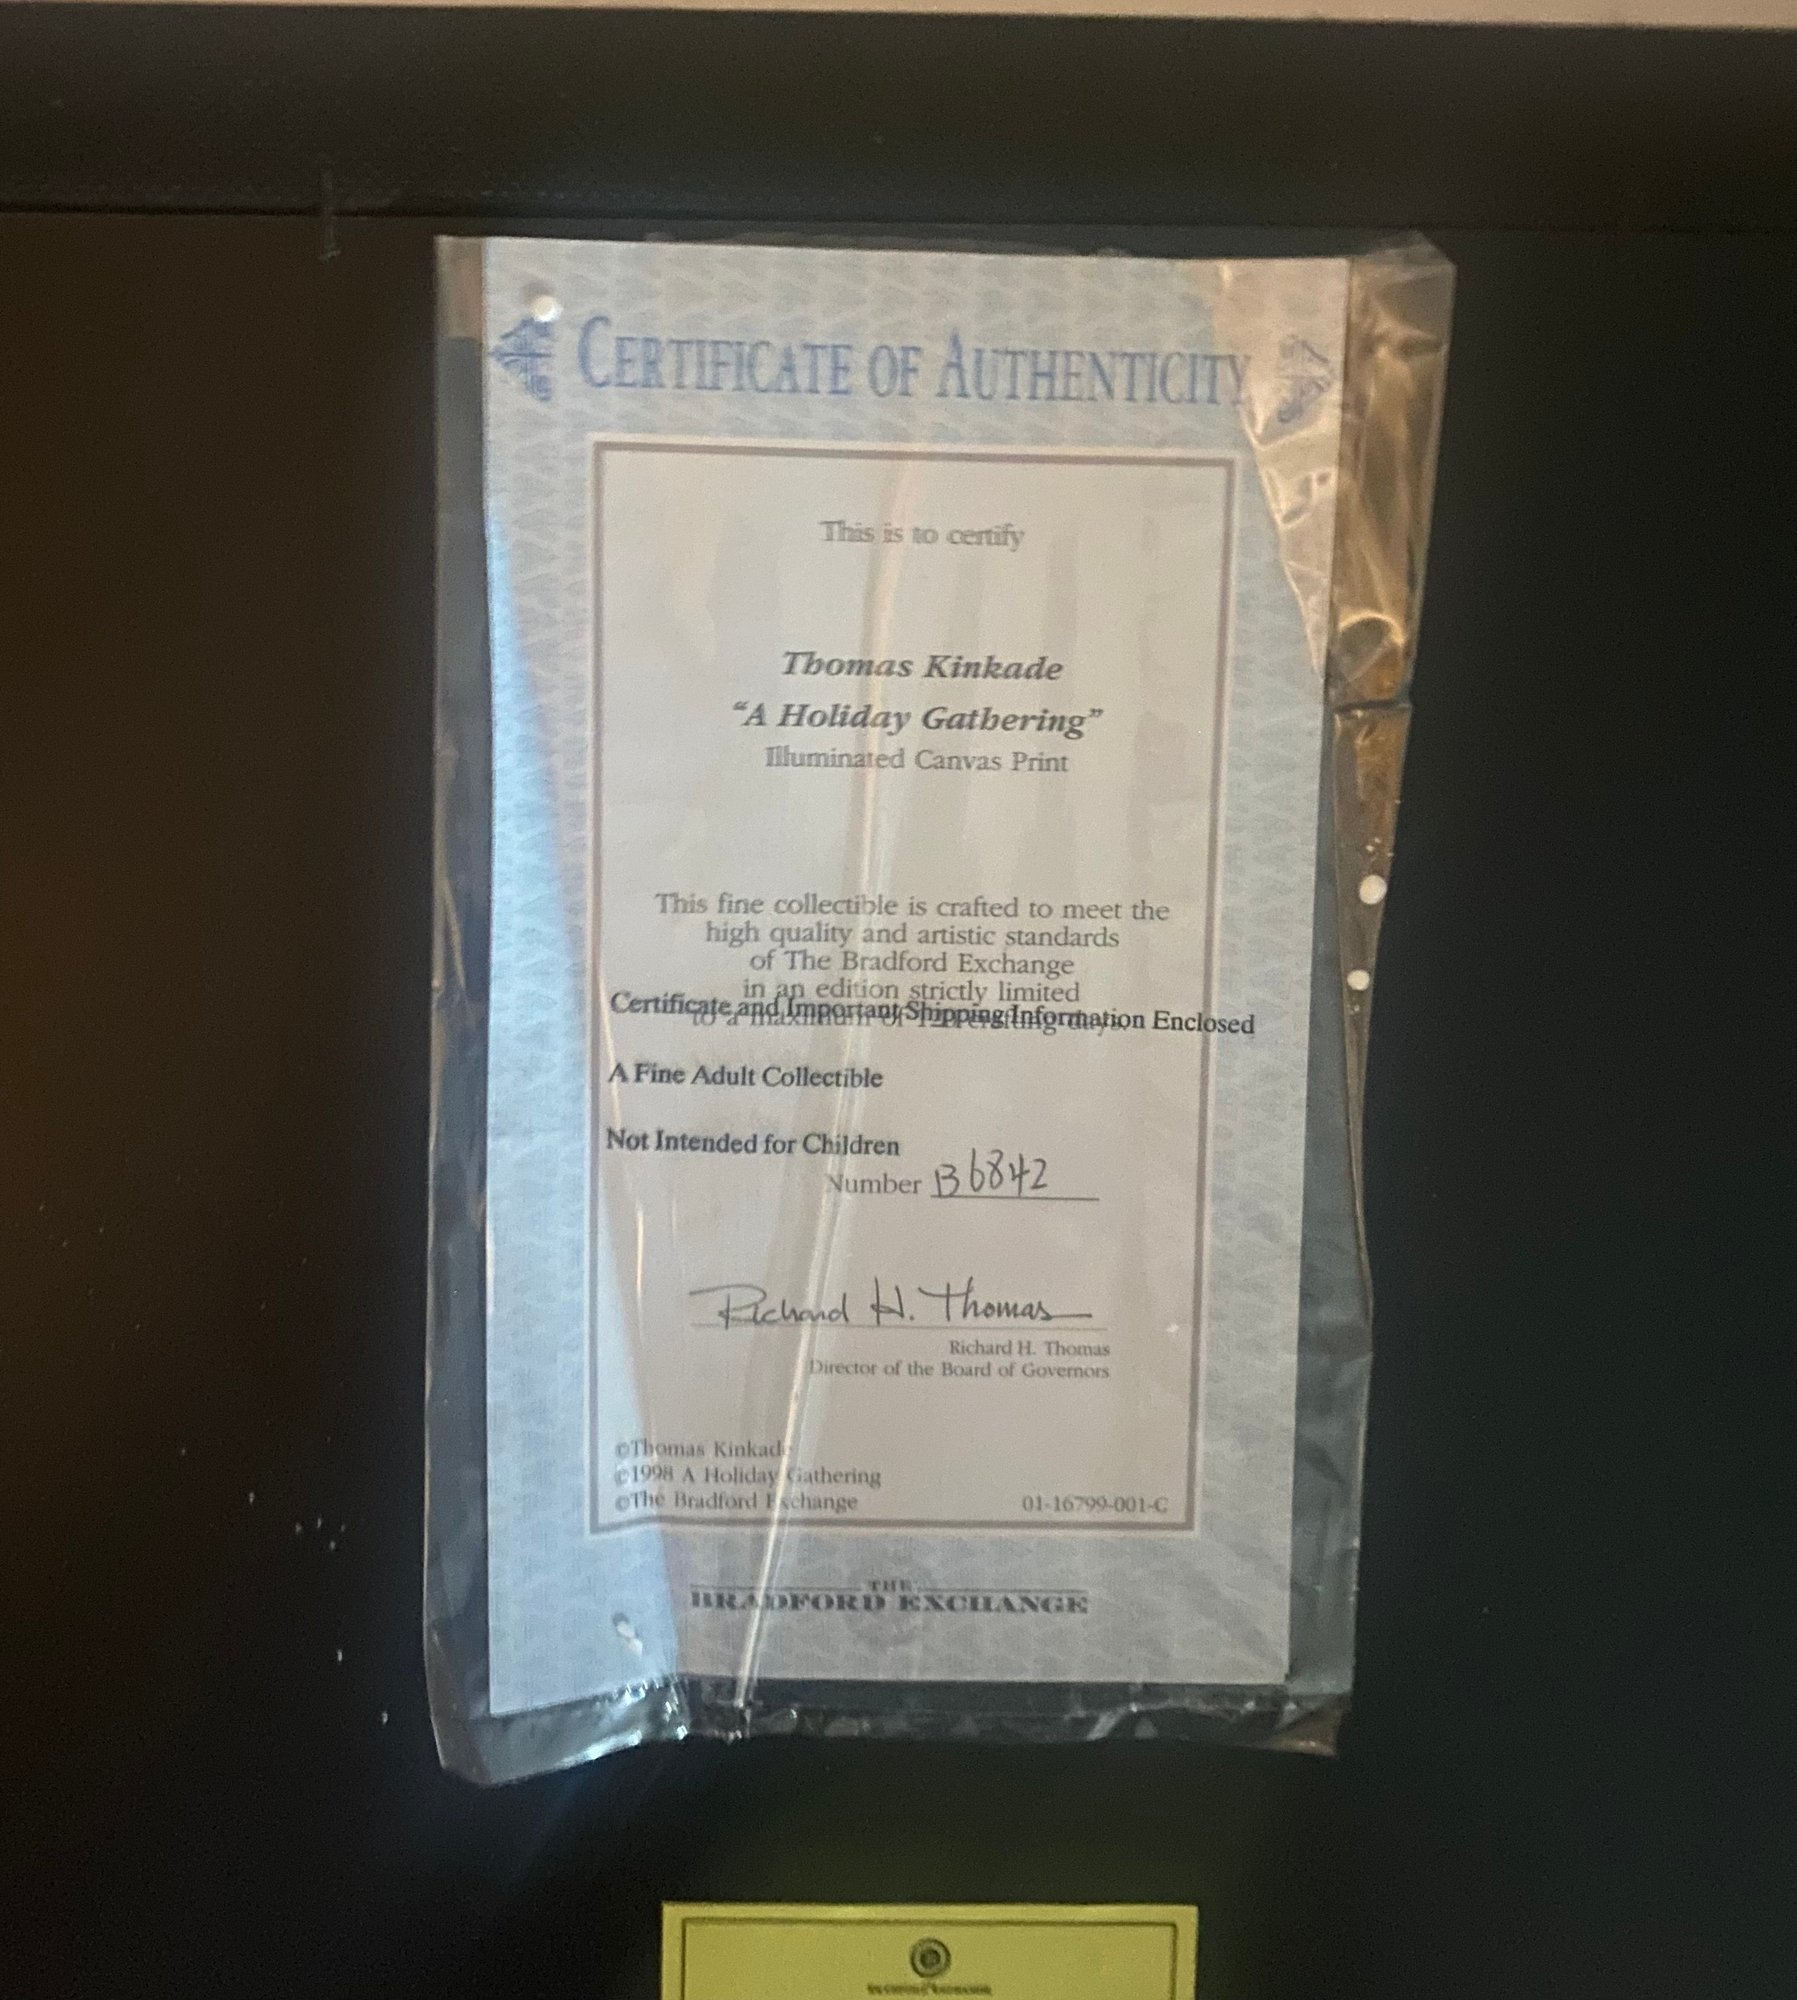 CERTIFICATE OF AUTHENTICITY
This is to certify
Thomas Kinkade
“A Holiday Gathering”
Illuminated Canvas Print
This fine collectible is crafted to meet the
high quality and artistic standards
of The Bradford Exchange
in an edition strictly limited
to a maximum of
Certificate and Important Shipping Information Enclosed
A Fine Adult Collectible
Not Intended for Children
Number B6842
Richard H. Thomas
Richard H. Thomas
Director of the Board of Governors
©Thomas Kinkade
©1998 A Holiday Gathering
©The Bradford Exchange
01-16799-001-C
THE
BRADFORD EXCHANGE